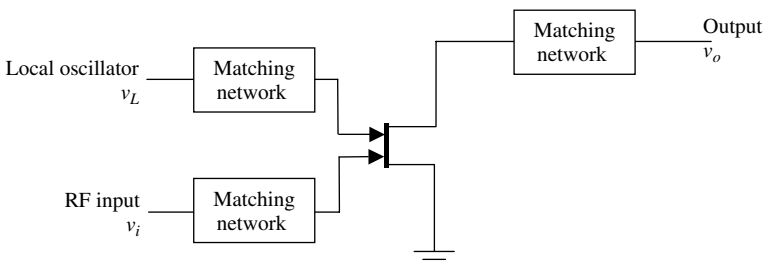 Local oscillator
v_L
Matching
network
RF input
v_i
Matching
network
Matching
network
Output
v_o